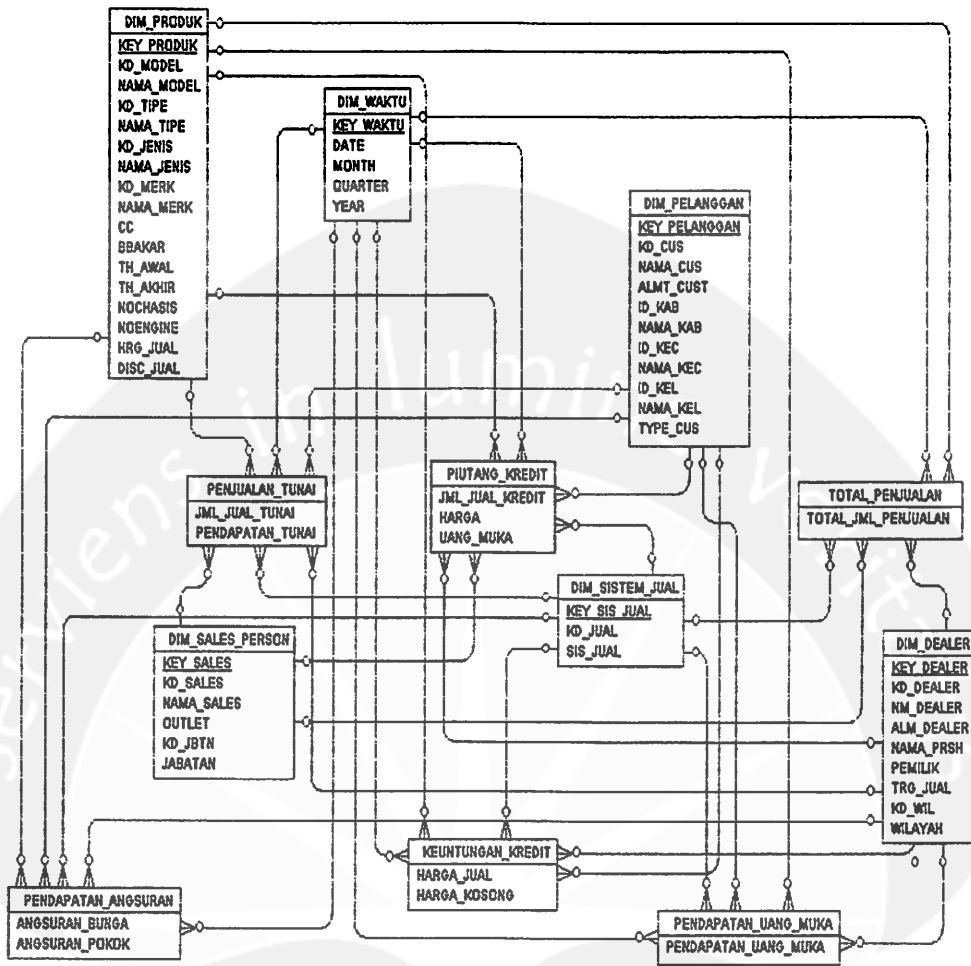 DIM_PRODUK
KEY_PRODUK
KD_MODEL
NAMA_MODEL
KD_TIPE
NAMA_TIPE
KD_JENIS
NAMA_JENIS
KD_MERK
NAMA_MERK
CC
BBAKAR
TH_AWAL
TH_AKHIR
NOCHASIS
NOENGINE
HRG_JUAL
DISC_JUAL
DIM_WAKTU
KEY_WAKTU
DATE
MONTH
QUARTER
YEAR
DIM_PELANGGAN
KEY_PELANGGAN
KD_CUS
NAMA_CUS
ALMT_CUST
ID_KAB
NAMA_KAB
ID_KEC
NAMA_KEC
ID_KEL
NAMA_KEL
TYPE_CUS
PENJUALAN_TUNAI
JML_JUAL_TUNAI
PENDAPATAN_TUNAI
PIUTANG_KREDIT
JML_JUAL_KREDIT
HARGA
UANG_MUKA
TOTAL_PENJUALAN
TOTAL_JML_PENJUALAN
DIM_SISTEM_JUAL
KEY_SIS_JUAL
KD_JUAL
SIS_JUAL
DIM_SALES_PERSON
KEY_SALES
KD_SALES
NAMA_SALES
OUTLET
KD_JBTN
JABATAN
DIM_DEALER
KEY_DEALER
KD_DEALER
NM_DEALER
ALM_DEALER
NAMA_PRSH
PEMILIK
TRG_JUAL
KD_WIL
WILAYAH
KEUNTUNGAN_KREDIT
HARGA_JUAL
HARGA_KOSONG
PENDAPATAN_ANGSURAN
ANGSURAN_BUNGA
ANGSURAN_POKOK
PENDAPATAN_UANG_MUKA
PENDAPATAN_UANG_MUKA
serviens in lumine